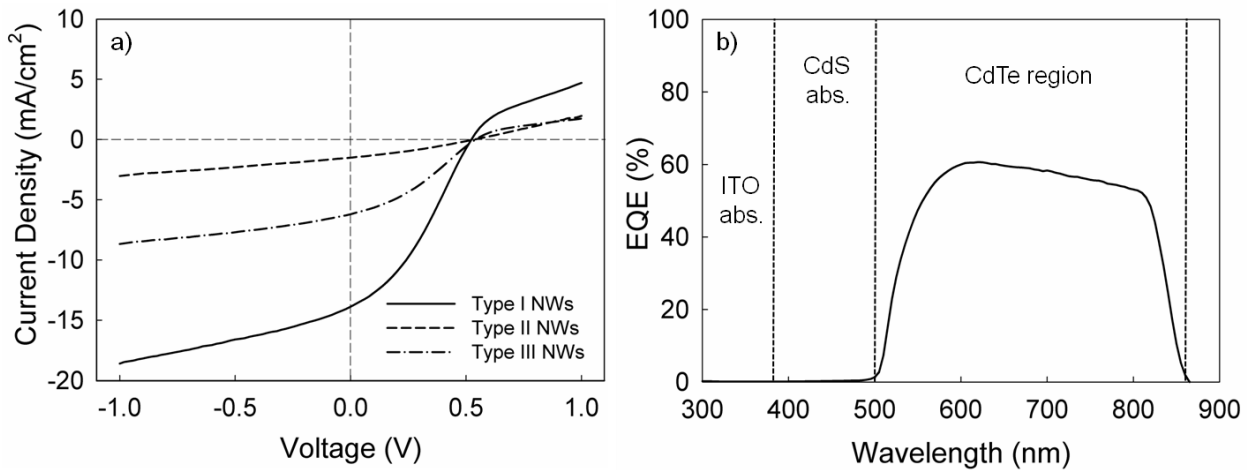 a)
Current Density (mA/cm²)
10
5
0
-5
-10
-15
-20
Type I NWs
Type II NWs
Type III NWs
-1.0 -0.5 0.0 0.5 1.0
Voltage (V)
b)
EQE (%)
100
80
60
40
20
0
ITO
abs.
CdS
abs.
CdTe region
300 400 500 600 700 800 900
Wavelength (nm)